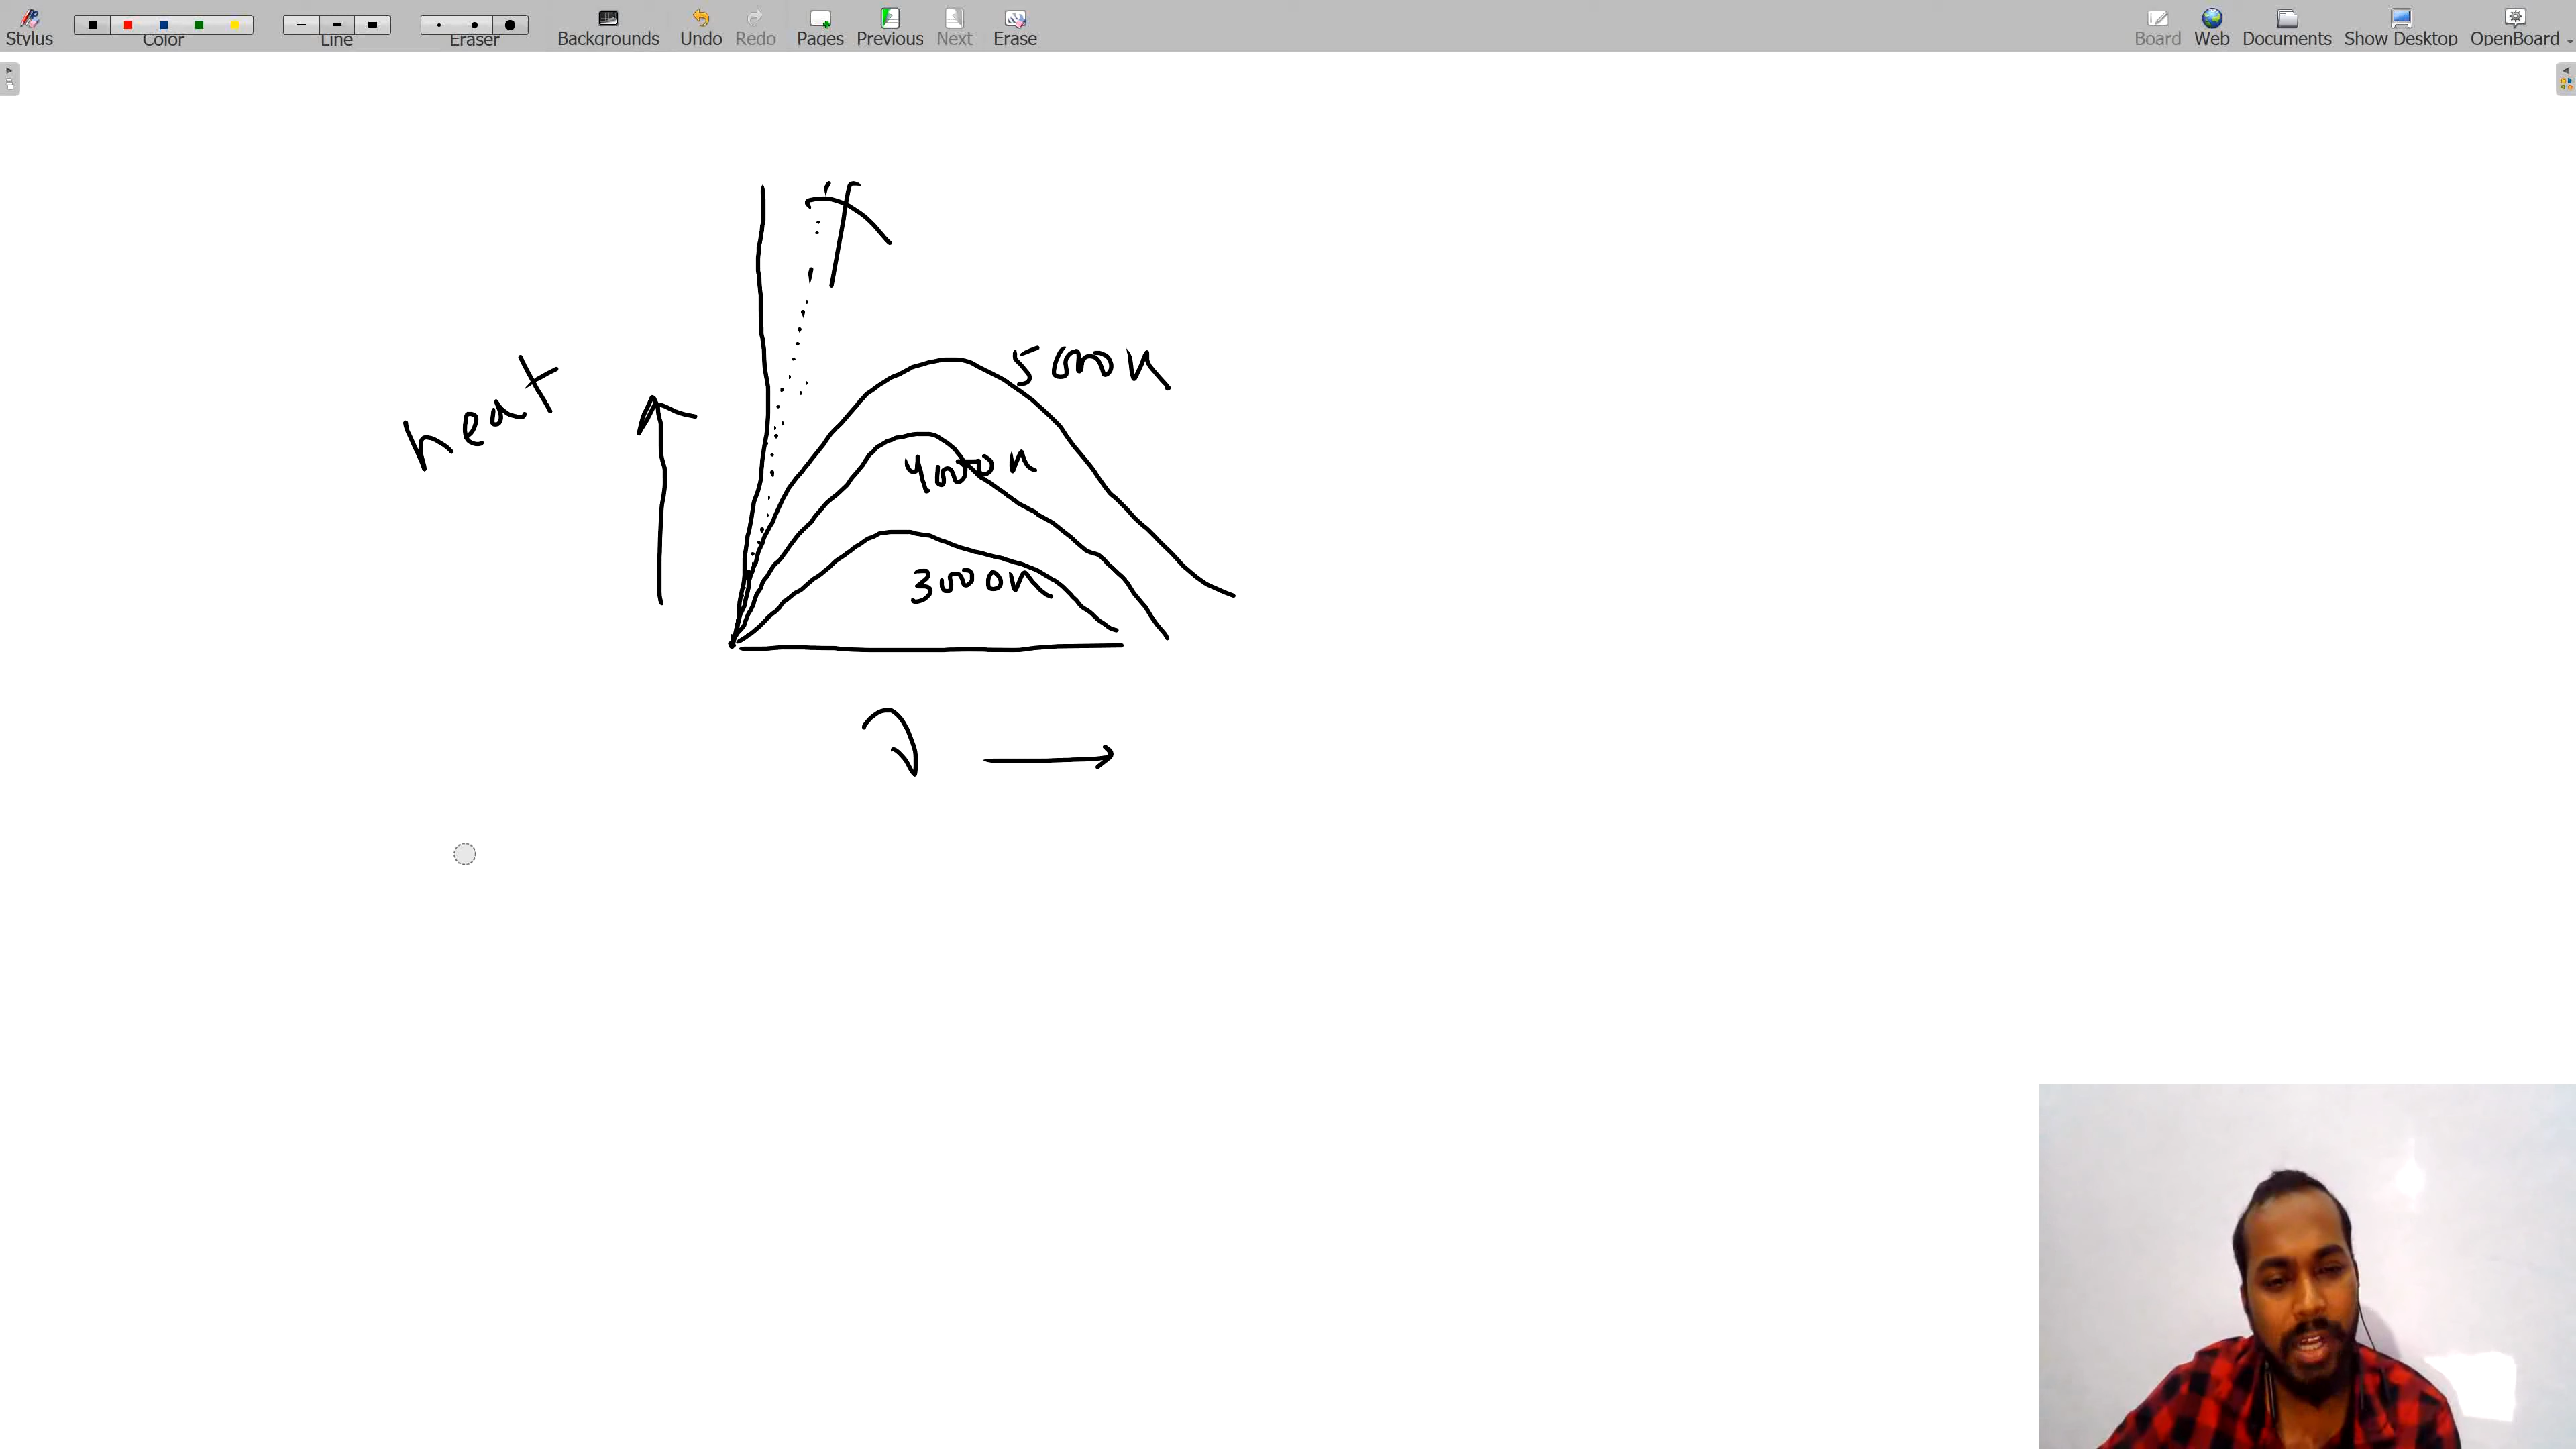 Stylus Color Line Eraser Backgrounds Undo Redo Pages Previous Next Erase Board Web Documents Show Desktop OpenBoard
heat
5000K
4000K
3000K